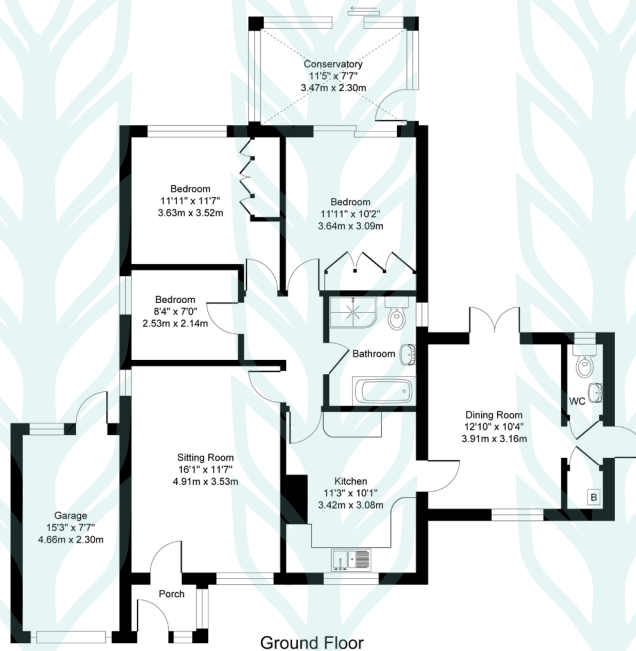 Conservatory
11'5" x 7'7"
3.47m x 2.30m
Bedroom
11'11" x 11'7"
3.63m x 3.52m
Bedroom
11'11" x 10'2"
3.64m x 3.09m
Bedroom
8'4" x 7'0"
2.53m x 2.14m
Bathroom
WC
Dining Room
12'10" x 10'4"
3.91m x 3.16m
Sitting Room
16'1" x 11'7"
4.91m x 3.53m
Kitchen
11'3" x 10'1"
3.42m x 3.08m
B
Garage
15'3" x 7'7"
4.66m x 2.30m
Porch
Ground Floor